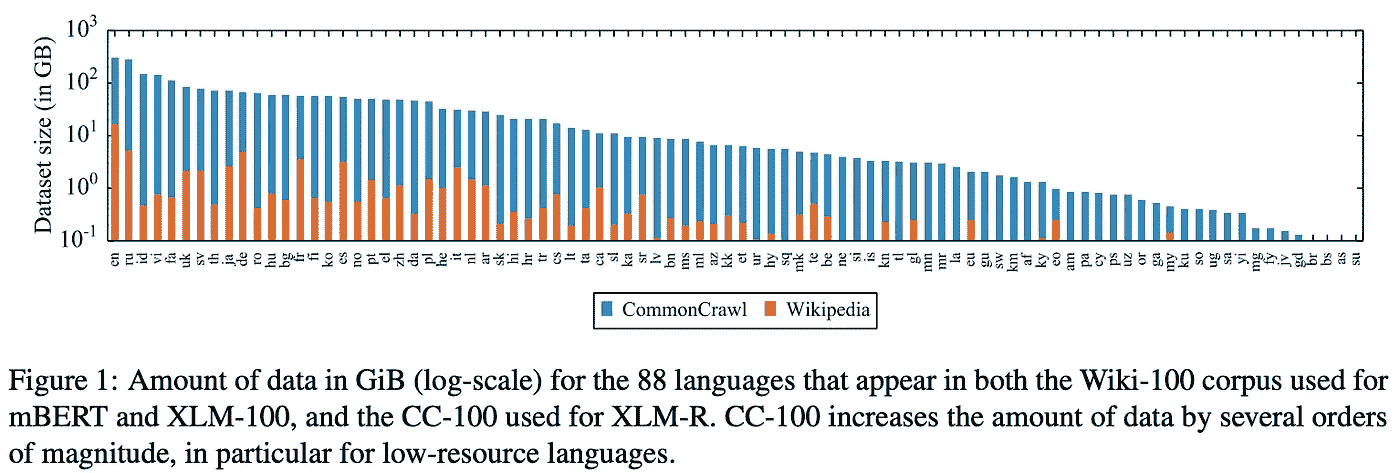 10³
10²
10¹
10⁰
10⁻¹
Dataset size (in GB)
en ru id vi fa uk sv th ja de ro hu bg fr fi ko es no pt el zh da pl he it nl ar sk hi hr tr cs lt ta ca sl ka sr lv bn ms ml az kk et ur hy sq mk te be ne si is kn tl gl mn mr la eu gu sw km af ky eo am pa cy ps uz or ga my ku so ug sa yi mg fy jv gd br bs as su
CommonCrawl Wikipedia
Figure 1: Amount of data in GiB (log-scale) for the 88 languages that appear in both the Wiki-100 corpus used for
mBERT and XLM-100, and the CC-100 used for XLM-R. CC-100 increases the amount of data by several orders
of magnitude, in particular for low-resource languages.